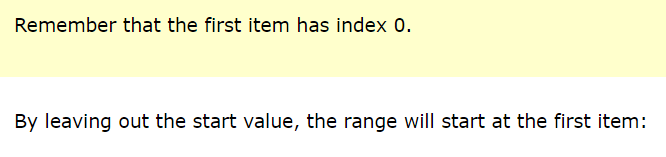 Remember that the first item has index 0.
By leaving out the start value, the range will start at the first item: